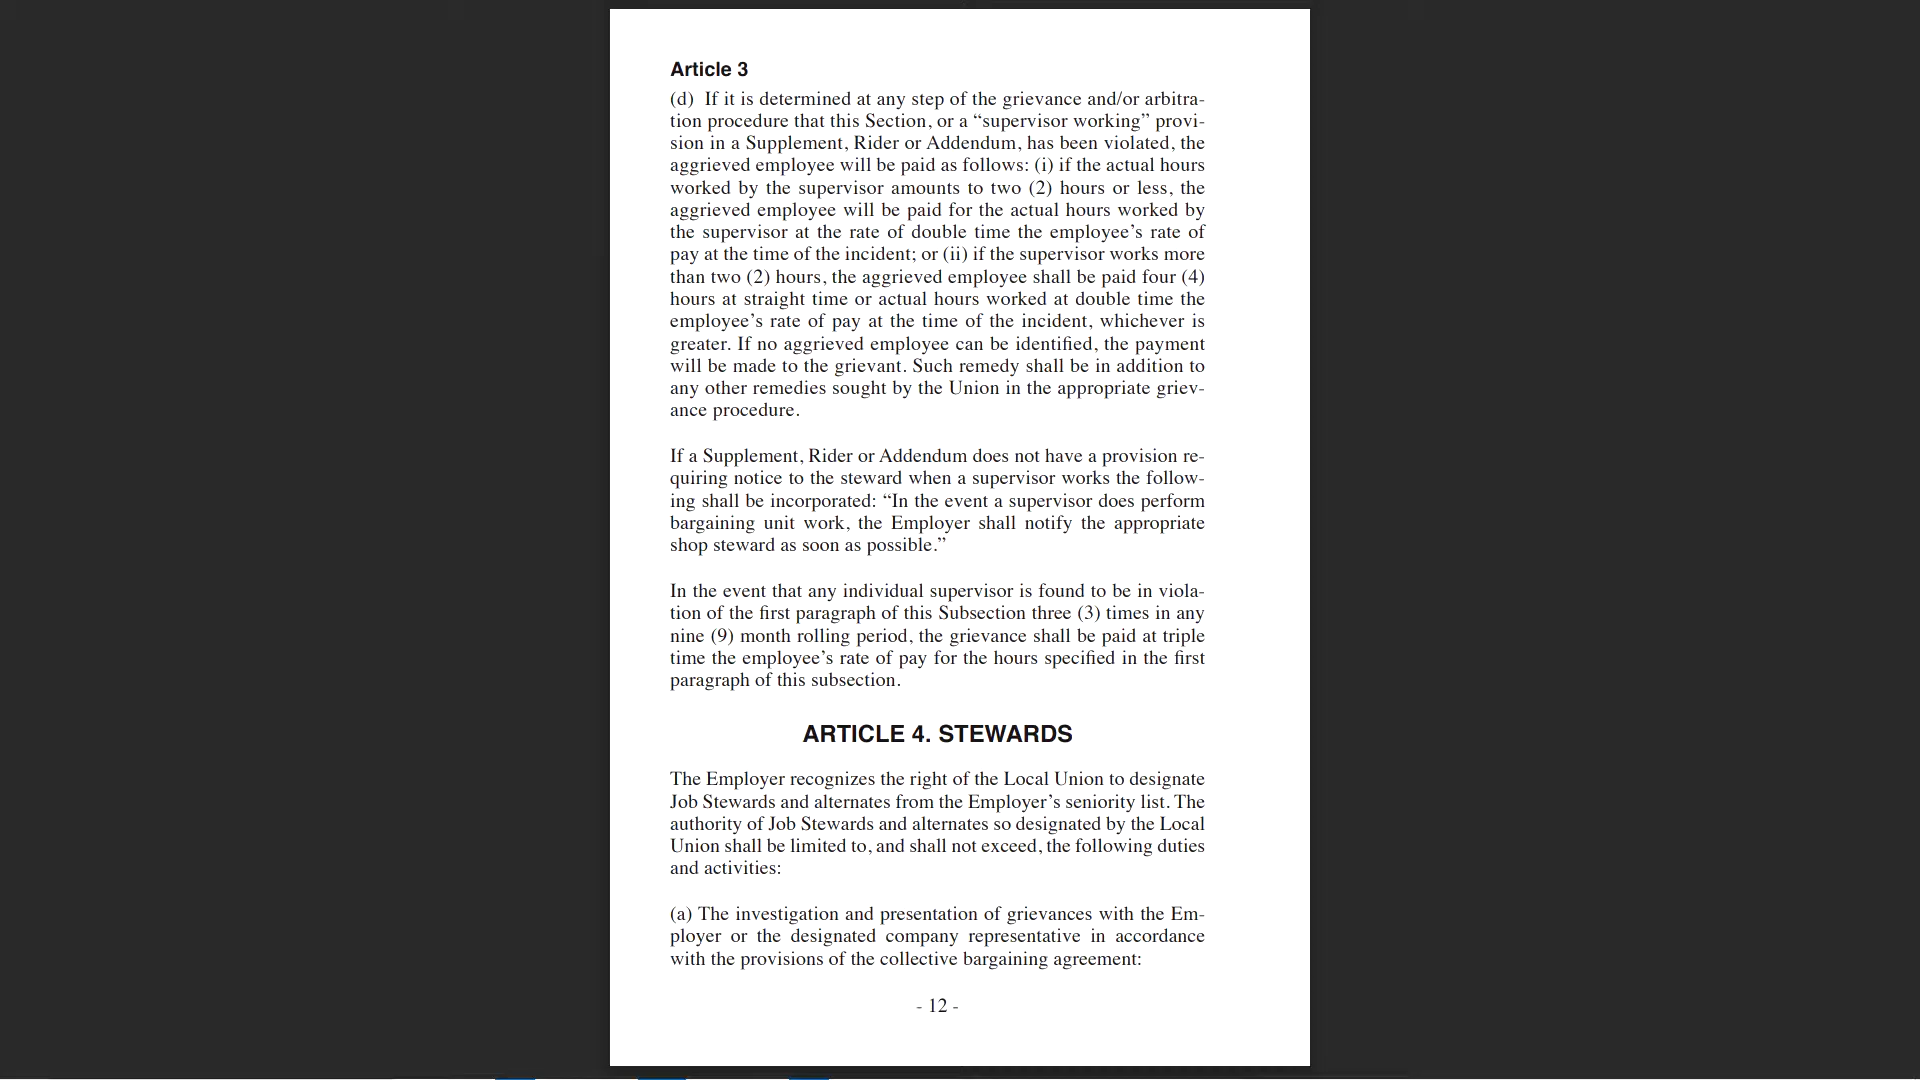 Article 3
(d)  If it is determined at any step of the grievance and/or arbitra-
tion procedure that this Section, or a “supervisor working” provi-
sion in a Supplement, Rider or Addendum, has been violated, the
aggrieved employee will be paid as follows: (i) if the actual hours
worked by the supervisor amounts to two (2) hours or less, the
aggrieved employee will be paid for the actual hours worked by
the supervisor at the rate of double time the employee’s rate of
pay at the time of the incident; or (ii) if the supervisor works more
than two (2) hours, the aggrieved employee shall be paid four (4)
hours at straight time or actual hours worked at double time the
employee’s rate of pay at the time of the incident, whichever is
greater. If no aggrieved employee can be identified, the payment
will be made to the grievant. Such remedy shall be in addition to
any other remedies sought by the Union in the appropriate griev-
ance procedure.
If a Supplement, Rider or Addendum does not have a provision re-
quiring notice to the steward when a supervisor works the follow-
ing shall be incorporated: “In the event a supervisor does perform
bargaining unit work, the Employer shall notify the appropriate
shop steward as soon as possible.”
In the event that any individual supervisor is found to be in viola-
tion of the first paragraph of this Subsection three (3) times in any
nine (9) month rolling period, the grievance shall be paid at triple
time the employee’s rate of pay for the hours specified in the first
paragraph of this subsection.
ARTICLE 4. STEWARDS
The Employer recognizes the right of the Local Union to designate
Job Stewards and alternates from the Employer’s seniority list. The
authority of Job Stewards and alternates so designated by the Local
Union shall be limited to, and shall not exceed, the following duties
and activities:
(a) The investigation and presentation of grievances with the Em-
ployer or the designated company representative in accordance
with the provisions of the collective bargaining agreement:
- 12 -